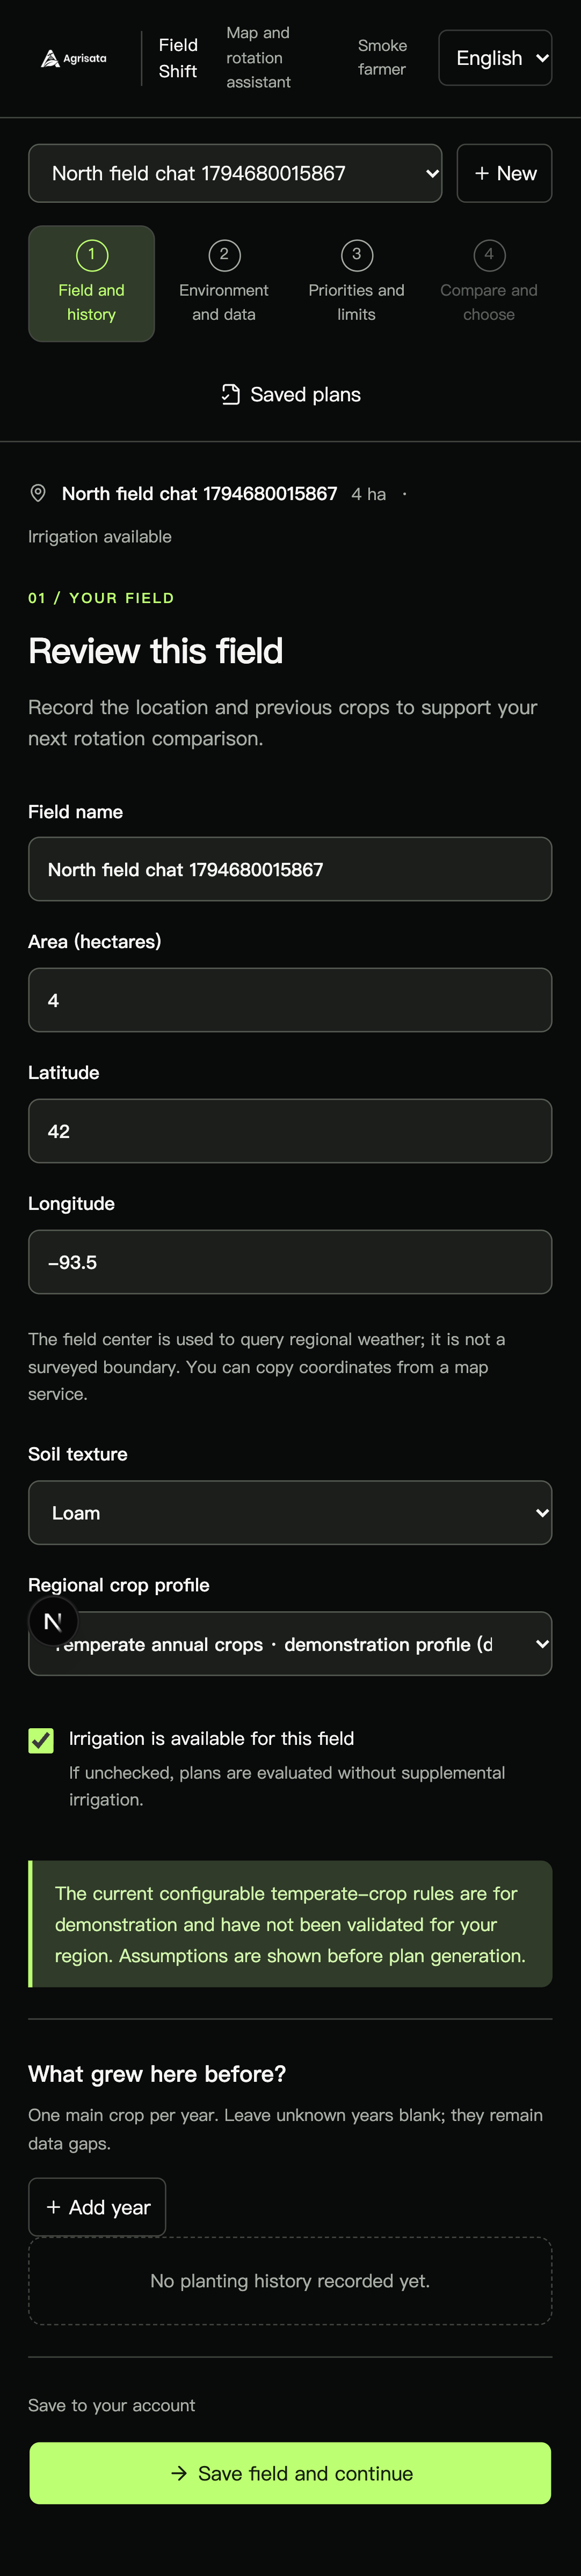 Agrisata
Field
Shift
Map and
rotation
assistant
Smoke
farmer
English
North field chat 1794680015867
+ New
1
Field and
history
2
Environment
and data
3
Priorities and
limits
4
Compare and
choose
Saved plans
North field chat 1794680015867 4 ha ·
Irrigation available
01 / YOUR FIELD
Review this field
Record the location and previous crops to support your
next rotation comparison.
Field name
North field chat 1794680015867
Area (hectares)
4
Latitude
42
Longitude
-93.5
The field center is used to query regional weather; it is not a
surveyed boundary. You can copy coordinates from a map
service.
Soil texture
Loam
Regional crop profile
N
Temperate annual crops · demonstration profile (d
Irrigation is available for this field
If unchecked, plans are evaluated without supplemental
irrigation.
The current configurable temperate-crop rules are for
demonstration and have not been validated for your
region. Assumptions are shown before plan generation.
What grew here before?
One main crop per year. Leave unknown years blank; they remain
data gaps.
+ Add year
No planting history recorded yet.
Save to your account
→ Save field and continue